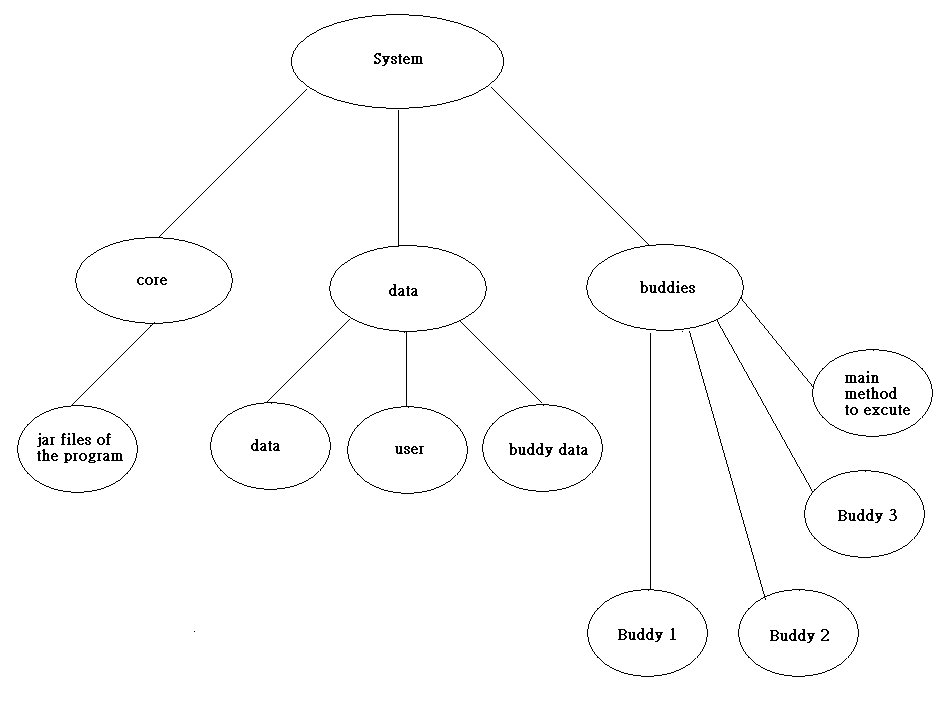 System
core
data
buddies
jar files of
the program
data
user
buddy data
main
method
to excute
Buddy 3
Buddy 1
Buddy 2